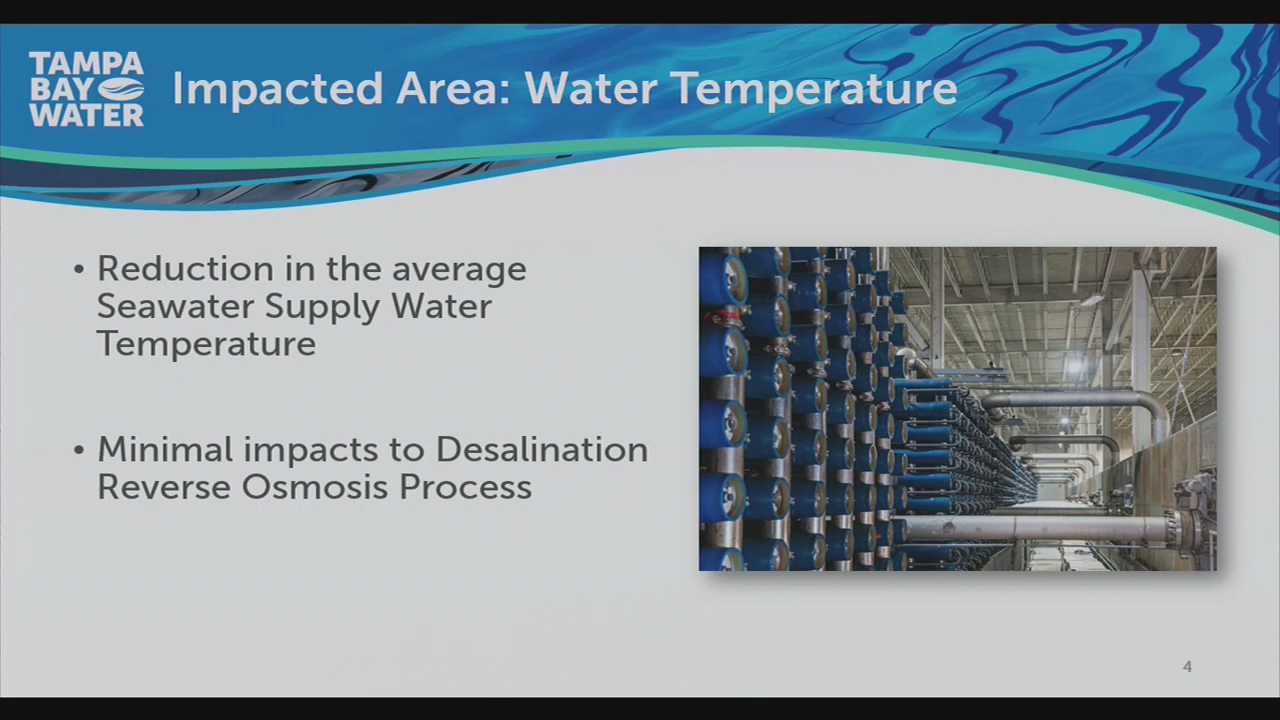 TAMPA
BAY
WATER
Impacted Area: Water Temperature
• Reduction in the average
Seawater Supply Water
Temperature
• Minimal impacts to Desalination
Reverse Osmosis Process
4